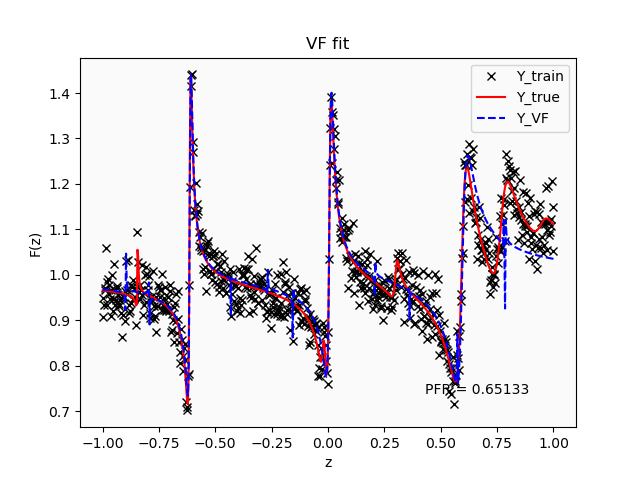 VF fit
Y_train
Y_true
Y_VF
F(z)
1.4
1.3
1.2
1.1
1.0
0.9
0.8
0.7
PFR = 0.65133
−1.00 −0.75 −0.50 −0.25 0.00 0.25 0.50 0.75 1.00
z